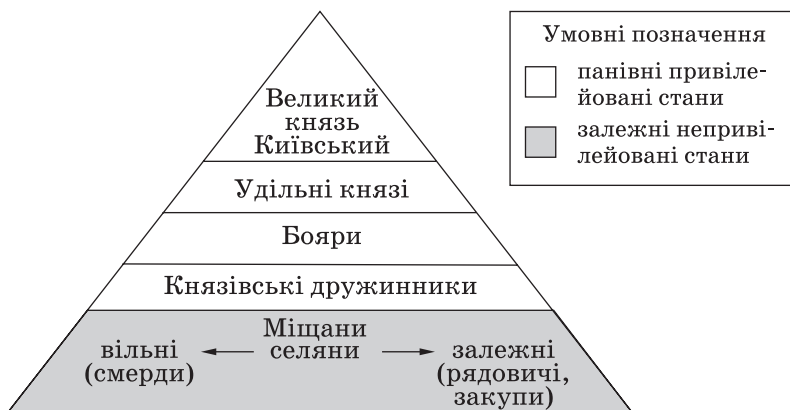 Великий
князь
Київський
Удільні князі
Бояри
Князівські дружинники
Міщани
селяни
вільні
(смерди)
залежні
(рядовичі,
закупи)
Умовні позначення
панівні привіле-
йовані стани
залежні неприві-
лейовані стани